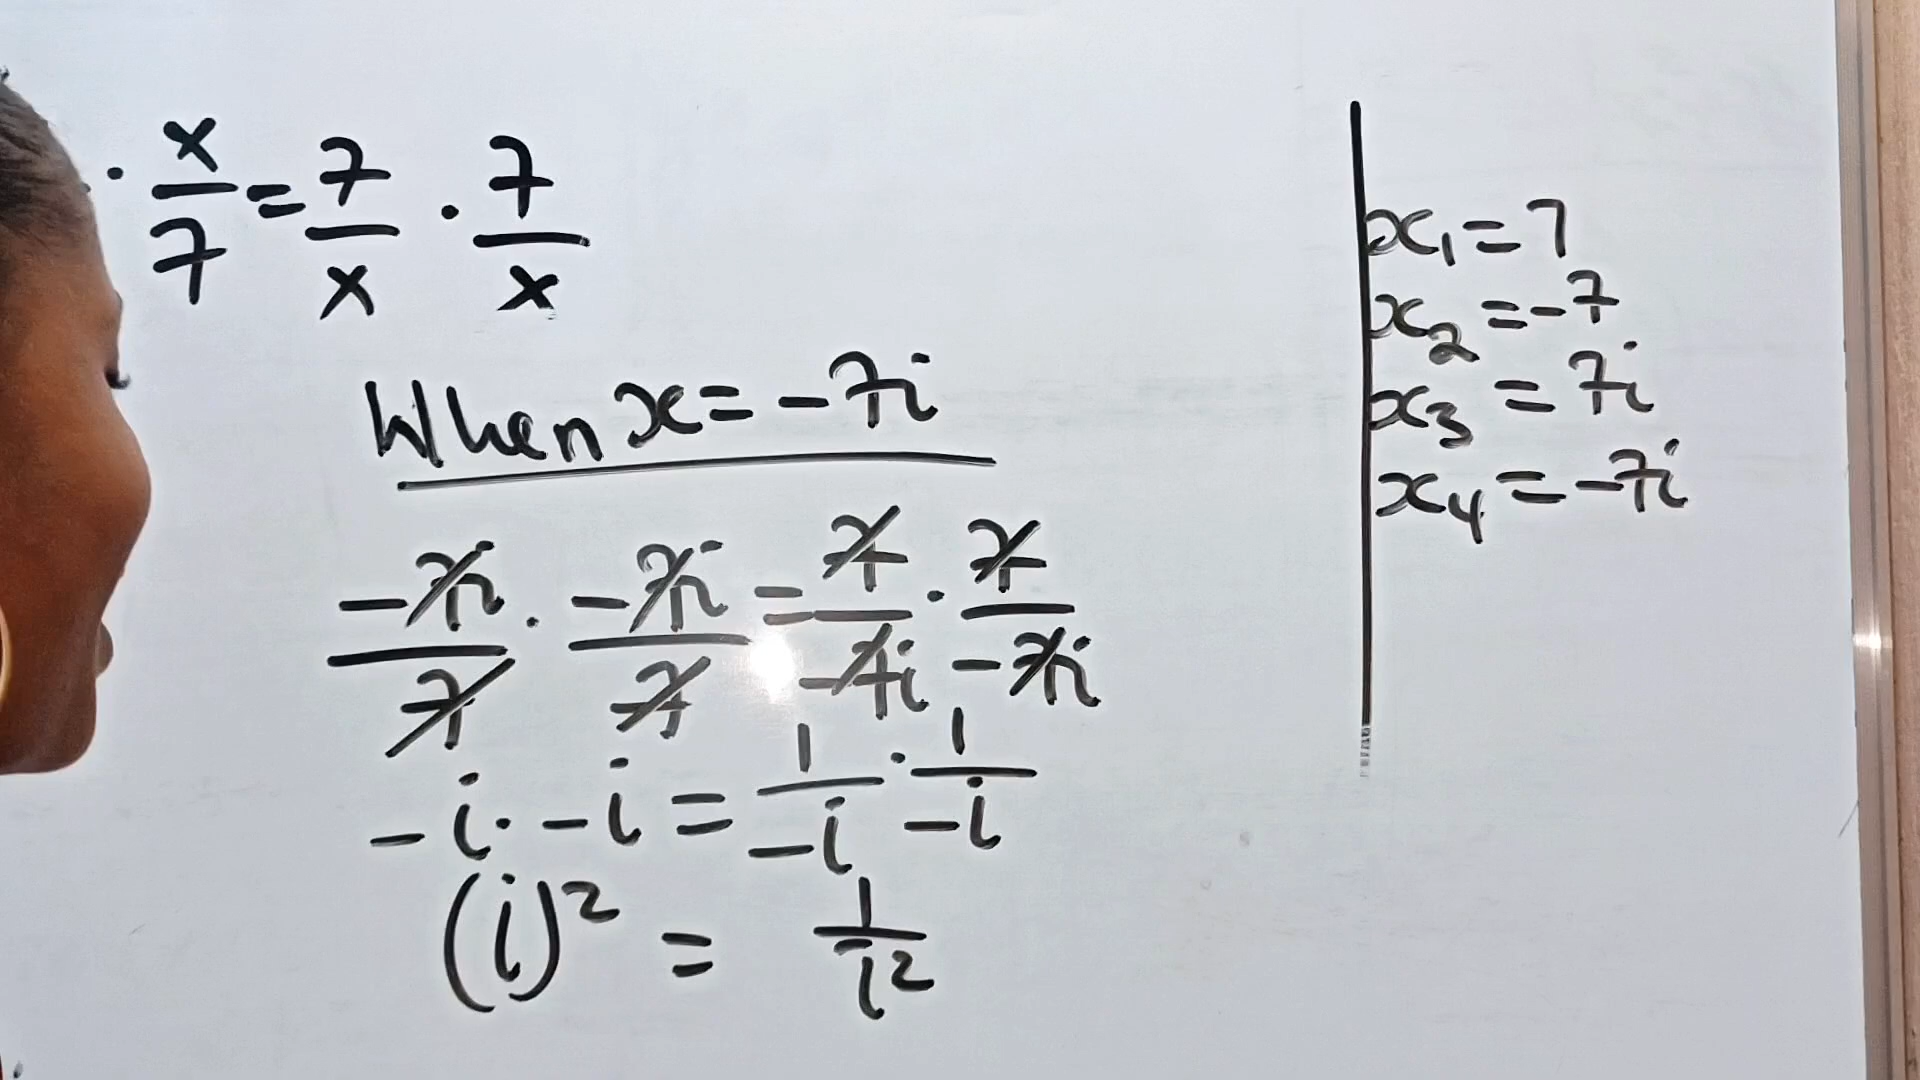 · x/7 = 7/x · 7/x
When x = -7i
-7i/7 · -7i/7 = 7/-7i · 7/-7i
-i · -i = 1/-i · 1/-i
(i)² = 1/i²
x₁ = 7
x₂ = -7
x₃ = 7i
x₄ = -7i